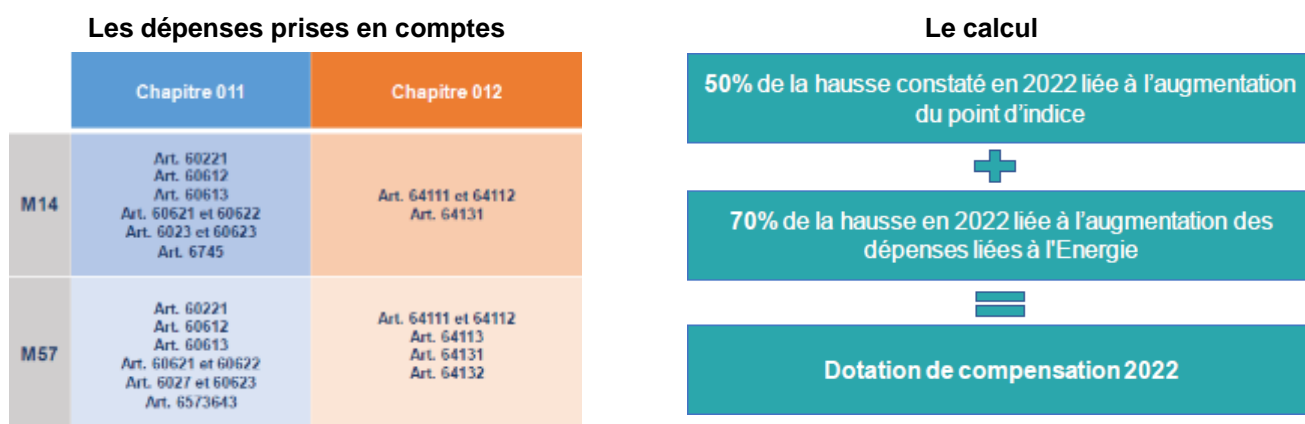 Les dépenses prises en comptes
Chapitre 011
Chapitre 012
M14
Art. 60221
Art. 60612
Art. 60613
Art. 60621 et 60622
Art. 6023 et 60623
Art. 6745
Art. 64111 et 64112
Art. 64131
M57
Art. 60221
Art. 60612
Art. 60613
Art. 60621 et 60622
Art. 6027 et 60623
Art. 6573643
Art. 64111 et 64112
Art. 64113
Art. 64131
Art. 64132
Le calcul
50% de la hausse constaté en 2022 liée à l'augmentation
du point d'indice
70% de la hausse en 2022 liée à l'augmentation des
dépenses liées à l'Energie
Dotation de compensation 2022